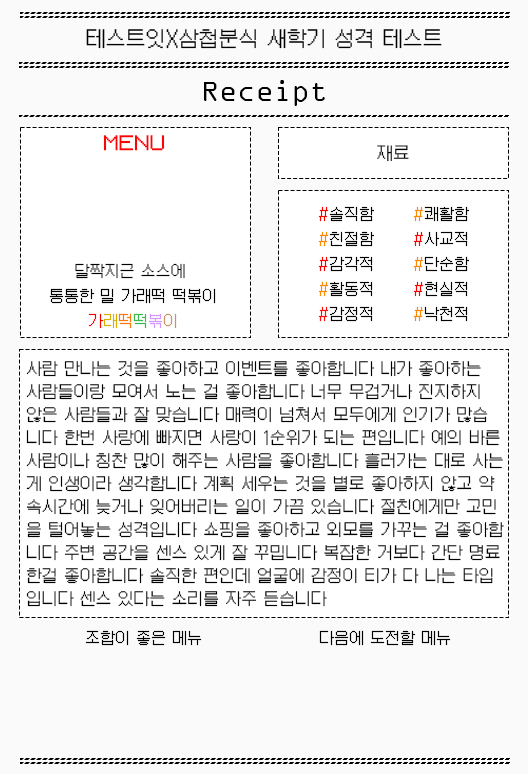 테스트잇X삼첩분식 새학기 성격 테스트
Receipt
MENU
달짝지근 소스에
통통한 밀 가래떡 떡볶이
가래떡떡볶이
재료
#솔직함 #쾌활함
#친절함 #사교적
#감각적 #단순함
#활동적 #현실적
#감정적 #낙천적
사람 만나는 것을 좋아하고 이벤트를 좋아합니다 내가 좋아하는
사람들이랑 모여서 노는 걸 좋아합니다 너무 무겁거나 진지하지
않은 사람들과 잘 맞습니다 매력이 넘쳐서 모두에게 인기가 많습
니다 한번 사랑에 빠지면 사랑이 1순위가 되는 편입니다 예의 바른
사람이나 칭찬 많이 해주는 사람을 좋아합니다 흘러가는 대로 사는
게 인생이라 생각합니다 계획 세우는 것을 별로 좋아하지 않고 약
속시간에 늦거나 잊어버리는 일이 가끔 있습니다 절친에게만 고민
을 털어놓는 성격입니다 쇼핑을 좋아하고 외모를 가꾸는 걸 좋아합
니다 주변 공간을 센스 있게 잘 꾸밉니다 복잡한 거보다 간단 명료
한걸 좋아합니다 솔직한 편인데 얼굴에 감정이 티가 다 나는 타입
입니다 센스 있다는 소리를 자주 듣습니다
조합이 좋은 메뉴
다음에 도전할 메뉴